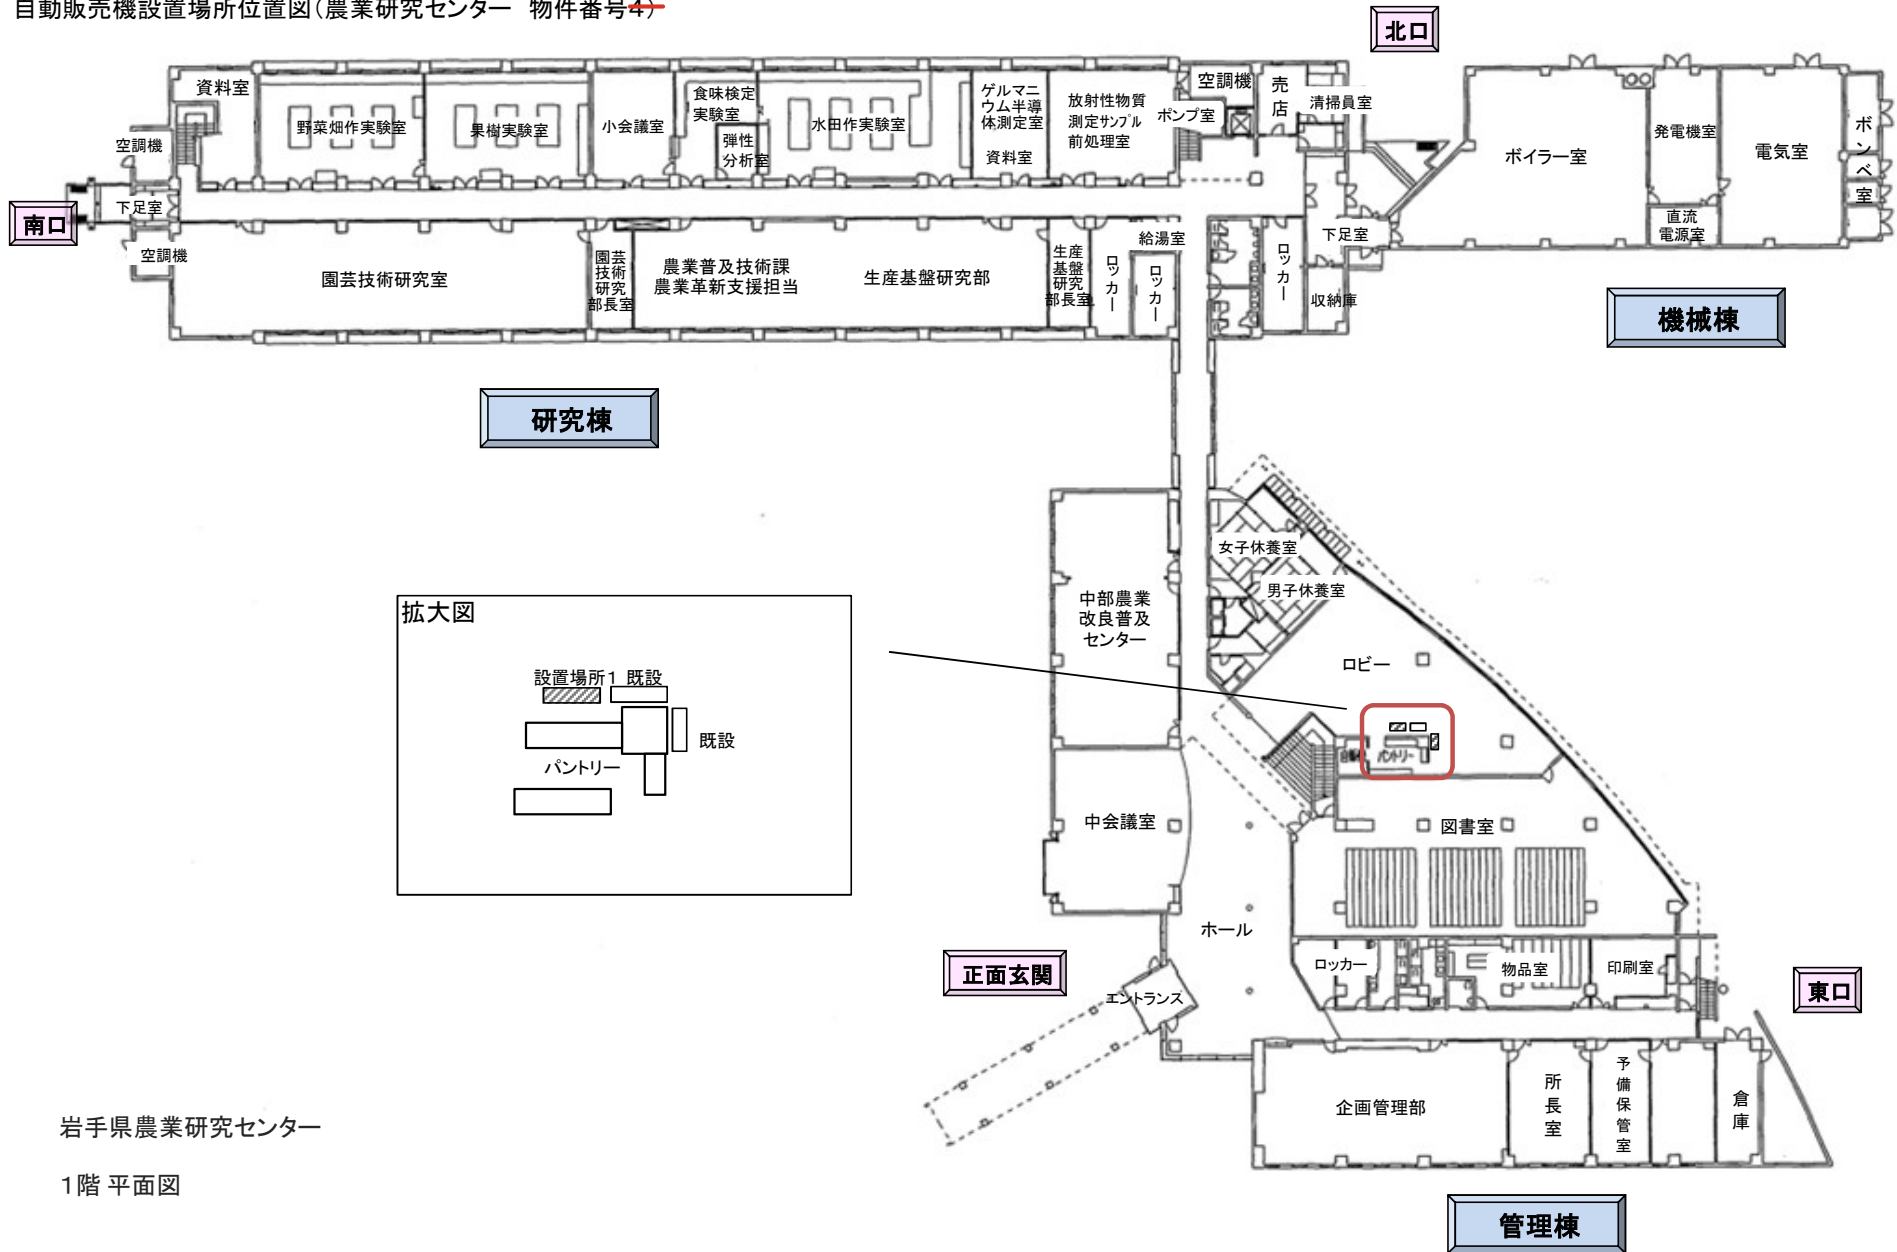 自動販売機設置場所位置図(農業研究センター 物件番号4)
北口
資料室
野菜畑作実験室
果樹実験室
小会議室
食味検定
実験室
弾性
分析室
水田作実験室
ゲルマニ
ウム半導
体測定室
資料室
放射性物質
測定サンプル
前処理室
空調機
ポンプ室
売店
清掃員室
ボイラー室
発電機室
直流
電源室
電気室
ボンベ室
空調機
下足室
南口
空調機
園芸技術研究室
園芸
技術
研究
部長室
農業普及技術課
農業革新支援担当
生産基盤研究部
生産
基盤
研究
部長室
ロッカー
給湯室
ロッカー
ロッカー
下足室
収納庫
機械棟
研究棟
女子休養室
男子休養室
中部農業
改良普及
センター
ロビー
パントリー
拡大図
設置場所1 既設
既設
パントリー
中会議室
図書室
ホール
正面玄関
エントランス
ロッカー
物品室
印刷室
東口
企画管理部
所長室
予備保管室
倉庫
岩手県農業研究センター
1階 平面図
管理棟